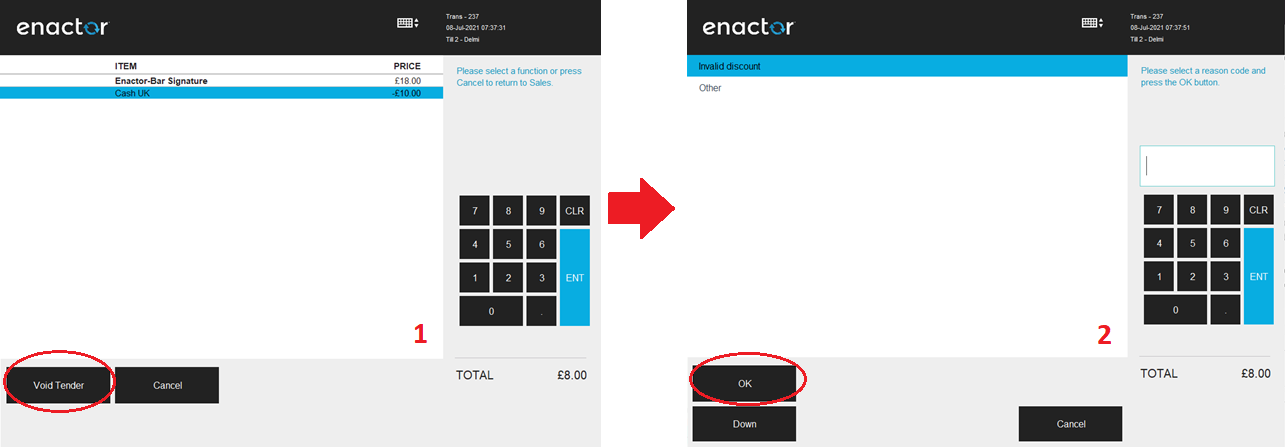 enactor
Trans - 237
08-Jul-2021 07:37:31
Till 2 - Delmi
ITEM PRICE
Enactor-Bar Signature £18.00
Cash UK -£10.00
Please select a function or press
Cancel to return to Sales.
7 8 9 CLR
4 5 6
1 2 3 ENT
0 .
1
Void Tender Cancel
TOTAL £8.00
enactor
Trans - 237
08-Jul-2021 07:37:51
Till 2 - Delmi
Invalid discount
Other
Please select a reason code and
press the OK button.
7 8 9 CLR
4 5 6
1 2 3 ENT
0 .
2
OK
Down Cancel
TOTAL £8.00